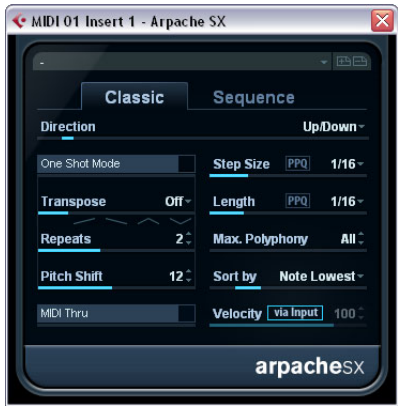 MIDI 01 Insert 1 - Arpache SX
-
Classic Sequence
Direction Up/Down
One Shot Mode Step Size PPQ 1/16
Transpose Off Length PPQ 1/16
Repeats 2 Max. Polyphony All
Pitch Shift 12 Sort by Note Lowest
MIDI Thru Velocity via Input 100
arpacheSX